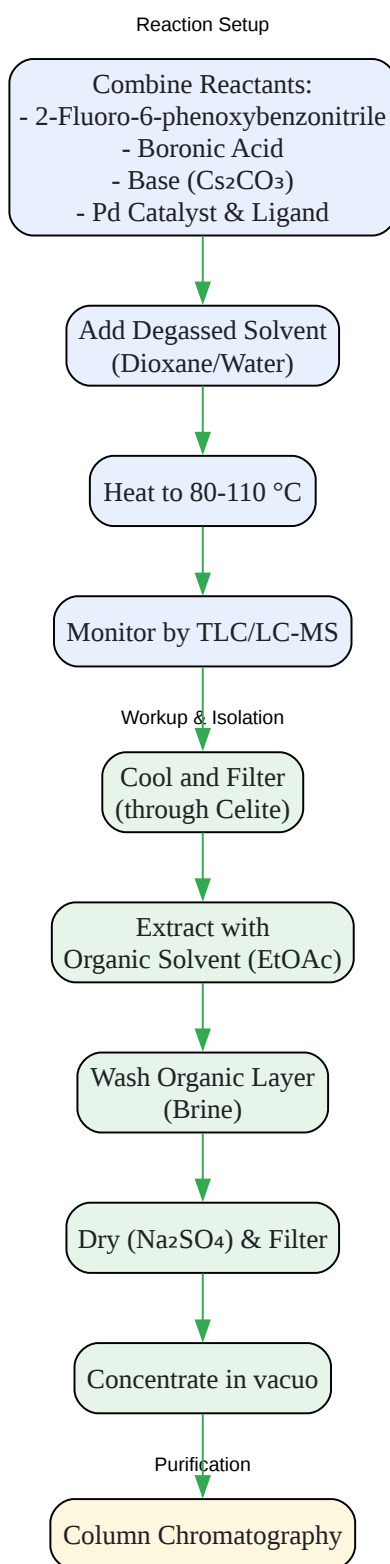 Reaction Setup
Combine Reactants:
- 2-Fluoro-6-phenoxybenzonitrile
- Boronic Acid
- Base (Cs₂CO₃)
- Pd Catalyst & Ligand
Add Degassed Solvent
(Dioxane/Water)
Heat to 80-110 °C
Monitor by TLC/LC-MS
Workup & Isolation
Cool and Filter
(through Celite)
Extract with
Organic Solvent (EtOAc)
Wash Organic Layer
(Brine)
Dry (Na₂SO₄) & Filter
Concentrate in vacuo
Purification
Column Chromatography